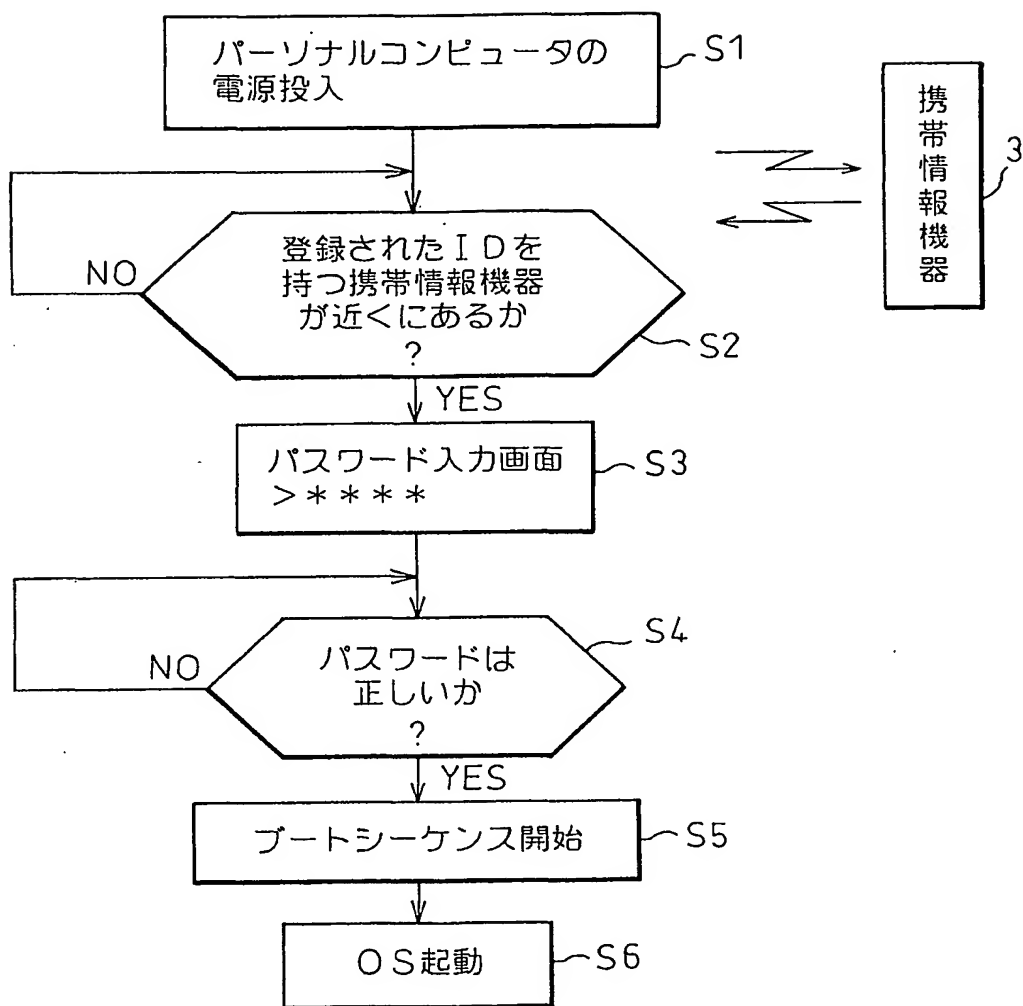 パーソナルコンピュータの
電源投入
S1
携帯情報機器
3
登録されたＩＤを
持つ携帯情報機器
が近くにあるか
?
NO
S2
YES
パスワード入力画面
>＊＊＊＊
S3
パスワードは
正しいか
?
NO
S4
YES
ブートシーケンス開始
S5
ＯＳ起動
S6